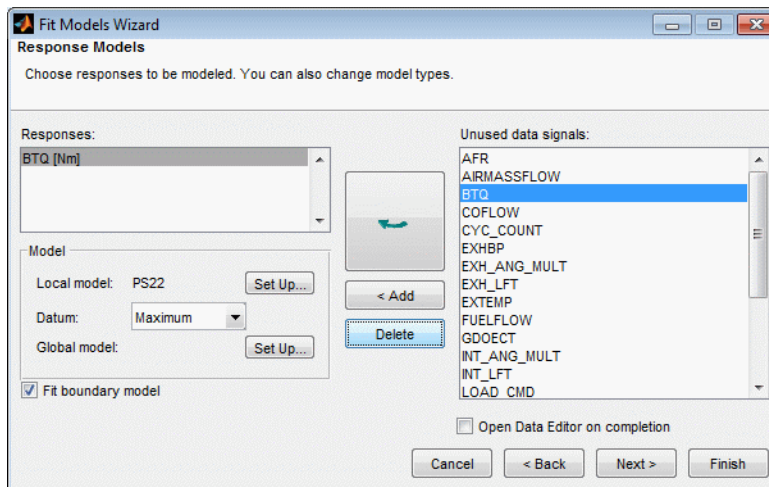 Fit Models Wizard
Response Models
Choose responses to be modeled. You can also change model types.
Responses:
BTQ [Nm]
Model
Local model: PS22 Set Up...
Datum: Maximum
Global model: Set Up...
Fit boundary model
< Add
Delete
Unused data signals:
AFR
AIRMASSFLOW
BTQ
COFLOW
CYC_COUNT
EXHBP
EXH_ANG_MULT
EXH_LFT
EXTEMP
FUELFLOW
GDOECT
INT_ANG_MULT
INT_LFT
LOAD_CMD
Open Data Editor on completion
Cancel < Back Next > Finish